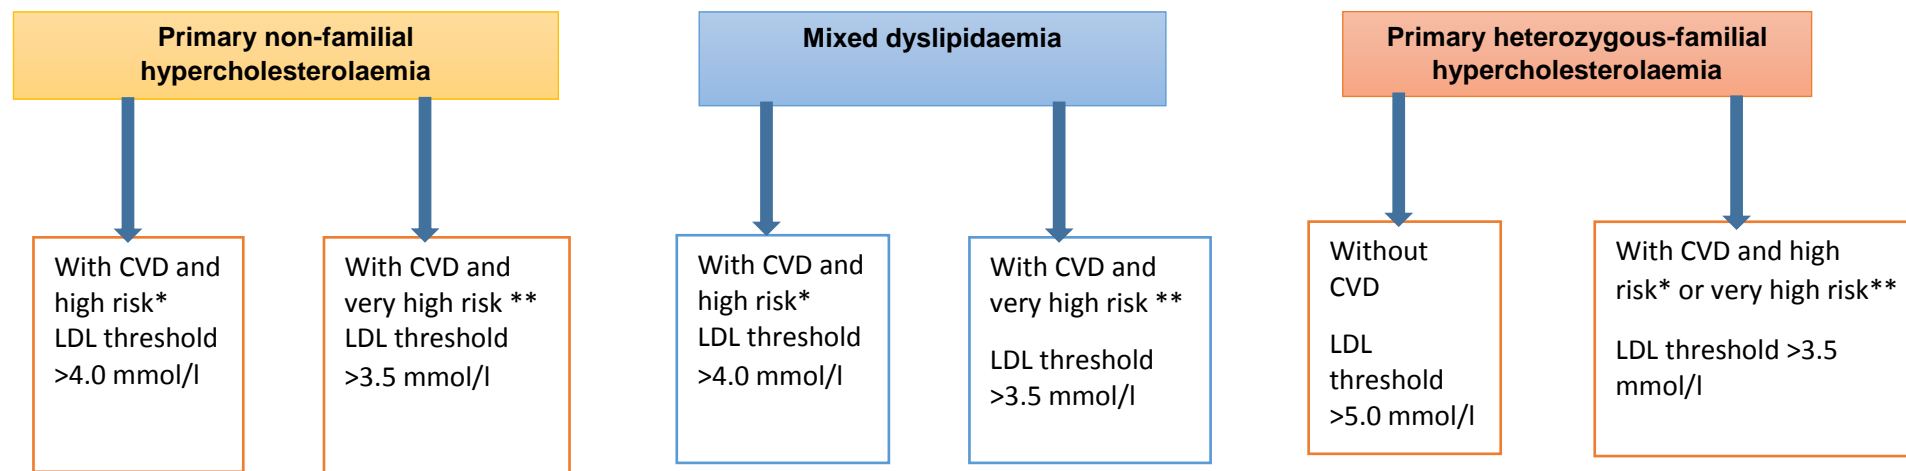 Primary non-familial
hypercholesterolaemia
With CVD and
high risk*
LDL threshold
>4.0 mmol/l
With CVD and
very high risk **
LDL threshold
>3.5 mmol/l
Mixed dyslipidaemia
With CVD and
high risk*
LDL threshold
>4.0 mmol/l
With CVD and
very high risk **
LDL threshold
>3.5 mmol/l
Primary heterozygous-familial
hypercholesterolaemia
Without
CVD
LDL
threshold
>5.0 mmol/l
With CVD and high
risk* or very high risk**
LDL threshold >3.5
mmol/l